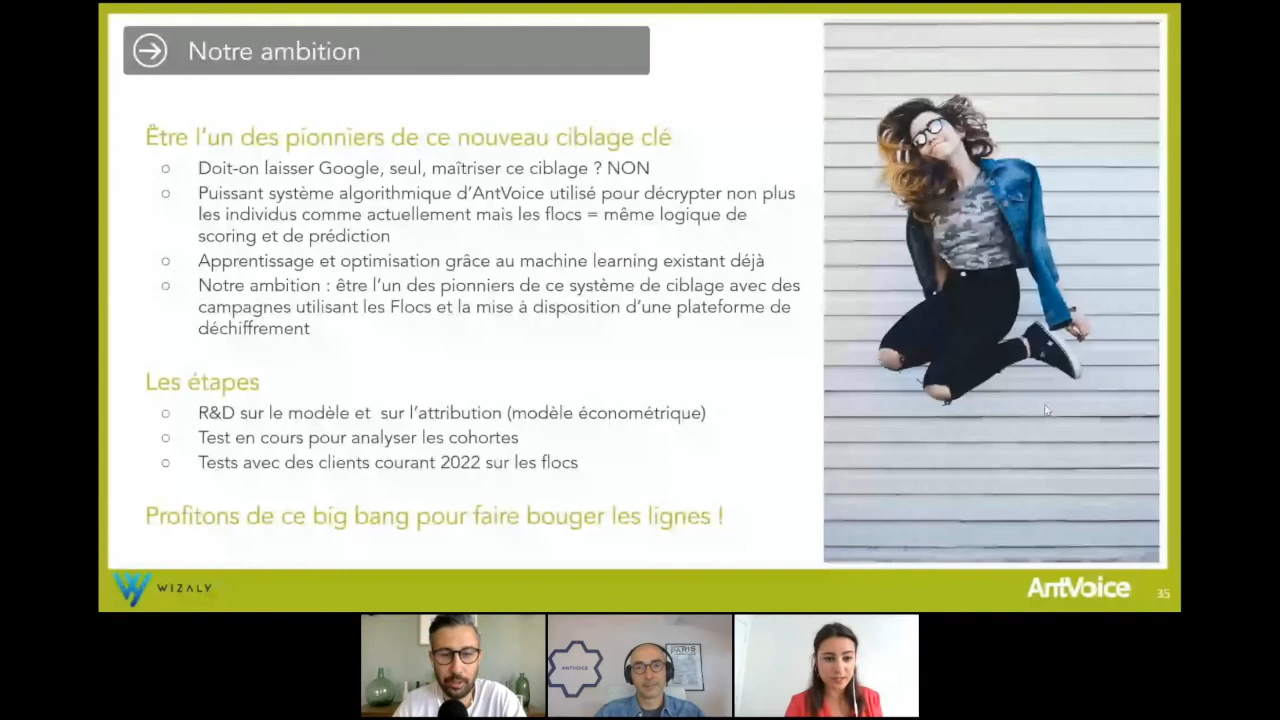 Notre ambition
Être l'un des pionniers de ce nouveau ciblage clé
Doit-on laisser Google, seul, maîtriser ce ciblage ? NON
Puissant système algorithmique d'AntVoice utilisé pour décrypter non plus
les individus comme actuellement mais les flocs = même logique de
scoring et de prédiction
Apprentissage et optimisation grâce au machine learning existant déjà
Notre ambition : être l'un des pionniers de ce système de ciblage avec des
campagnes utilisant les Flocs et la mise à disposition d'une plateforme de
déchiffrement
Les étapes
R&D sur le modèle et sur l'attribution (modèle économétrique)
Test en cours pour analyser les cohortes
Tests avec des clients courant 2022 sur les flocs
Profitons de ce big bang pour faire bouger les lignes !
WIZALY
AntVoice
35
ANTVOICE
PARIS